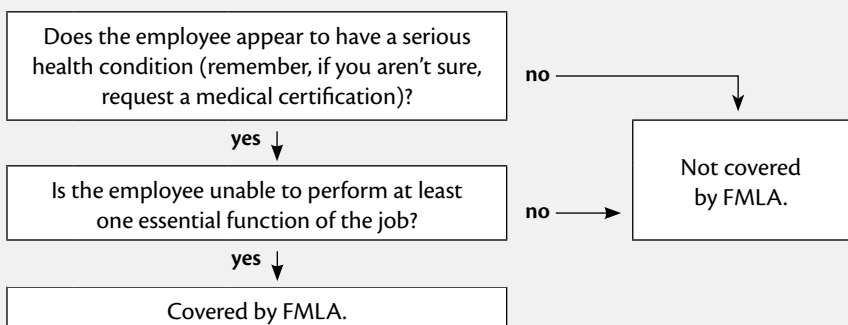 Does the employee appear to have a serious
health condition (remember, if you aren't sure,
request a medical certification)?
no
yes
Not covered
by FMLA.
Is the employee unable to perform at least
one essential function of the job?
no
yes
Covered by FMLA.